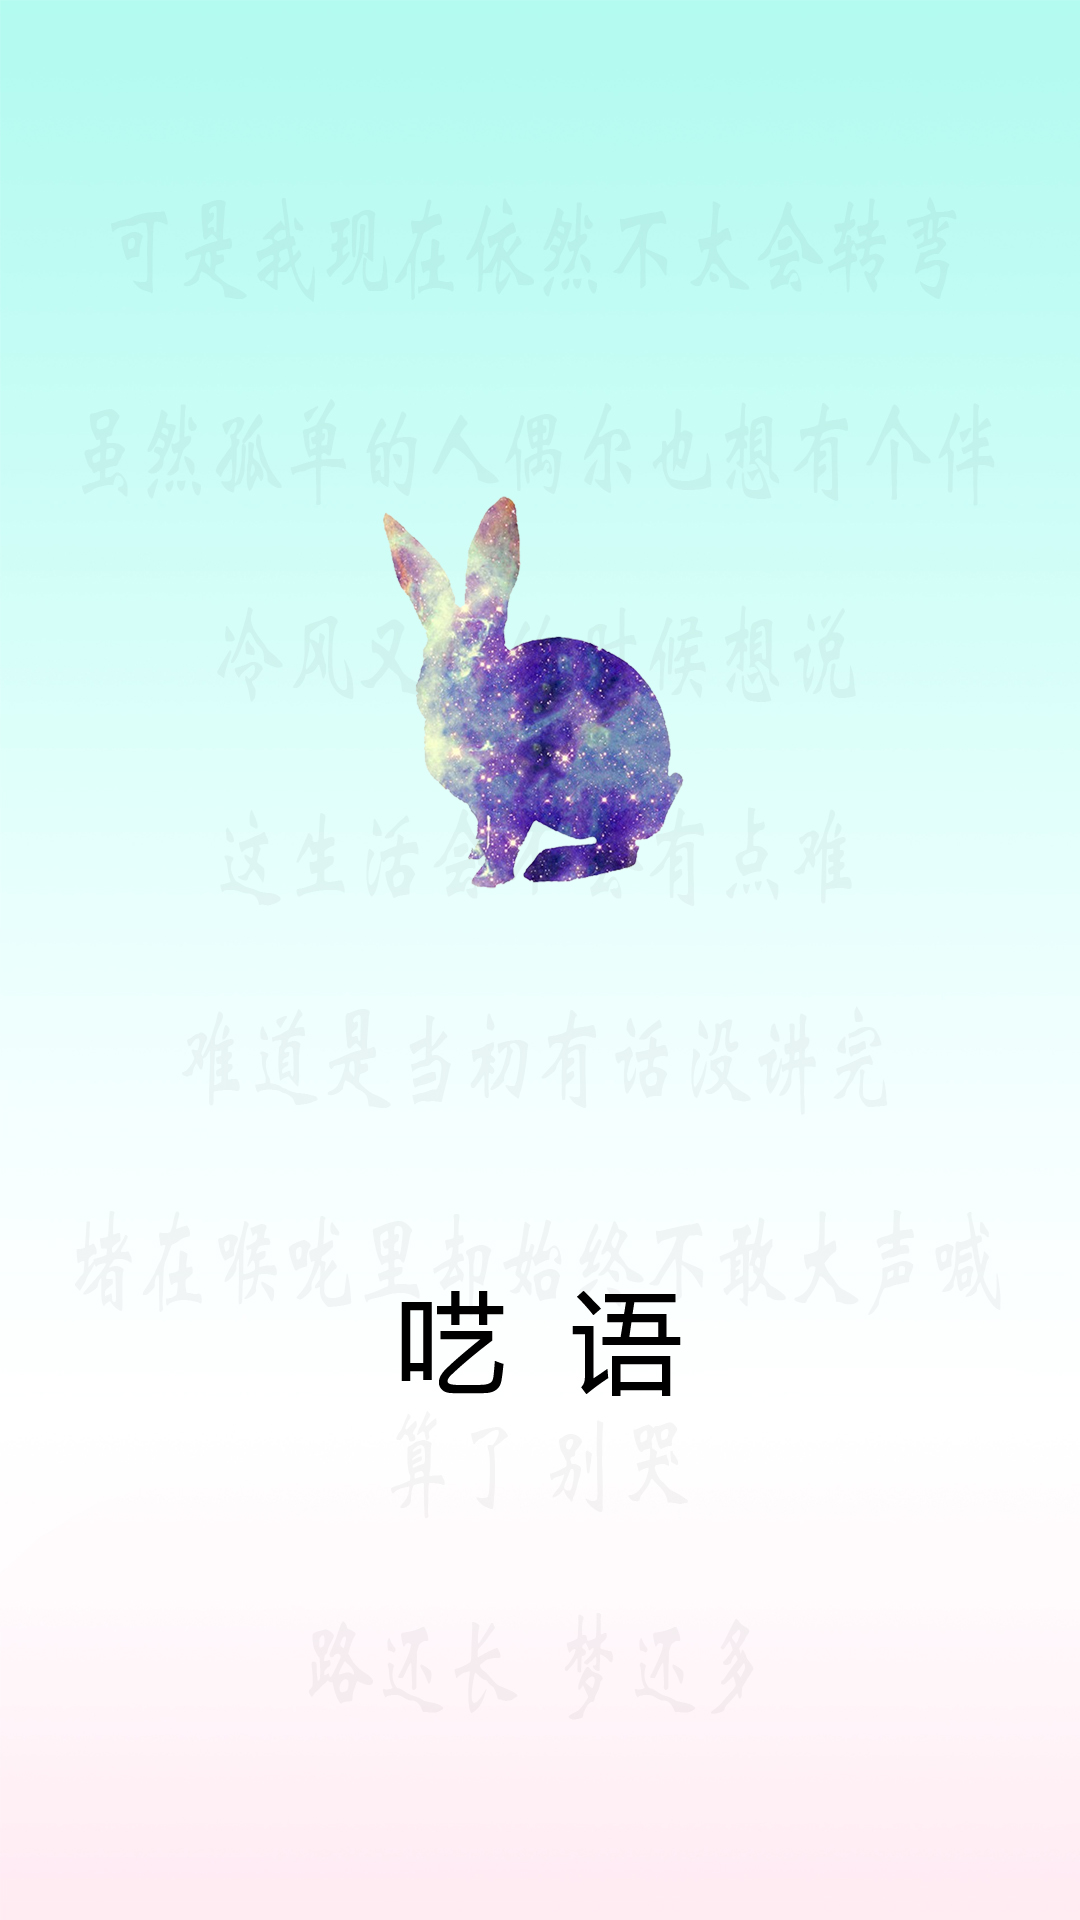 可是我现在依然不太会转弯
虽然孤单的人偶尔也想有个伴
冷风又 时候想说
这生活会 会有点难
难道是当初有话没讲完
堵在喉咙里却始终不敢大声喊
呓 语
算了 别哭
路还长 梦还多